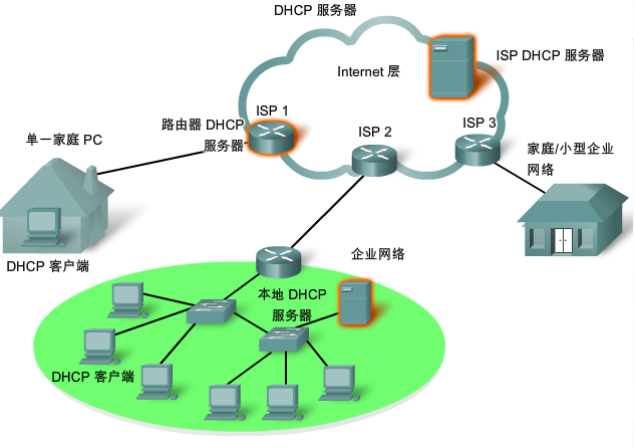 DHCP 服务器
ISP DHCP 服务器
Internet 层
ISP 1
路由器 DHCP
服务器
ISP 2
ISP 3
单一家庭 PC
家庭/小型企业
网络
DHCP 客户端
企业网络
本地 DHCP
服务器
DHCP 客户端